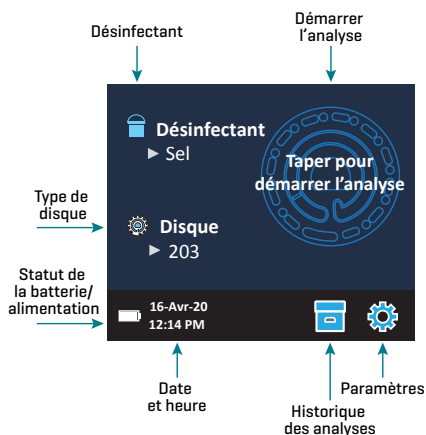 Désinfectant
Démarrer
l'analyse
Désinfectant
► Sel
Taper pour
démarrer l'analyse
Type de
disque
Disque
► 203
Statut de
la batterie/
alimentation
16-Avr-20
12:14 PM
Date
et heure
Historique
des analyses
Paramètres